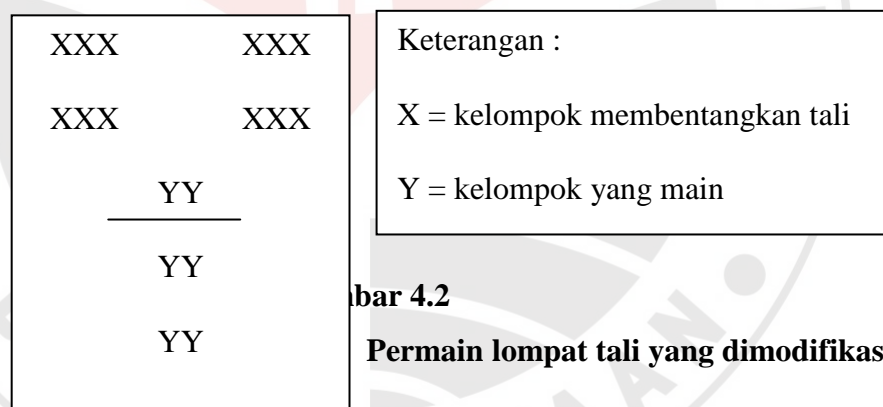 XXX XXX
XXX XXX
YY
YY
YY
Keterangan :
X = kelompok membentangkan tali
Y = kelompok yang main
bar 4.2
Permain lompat tali yang dimodifikas